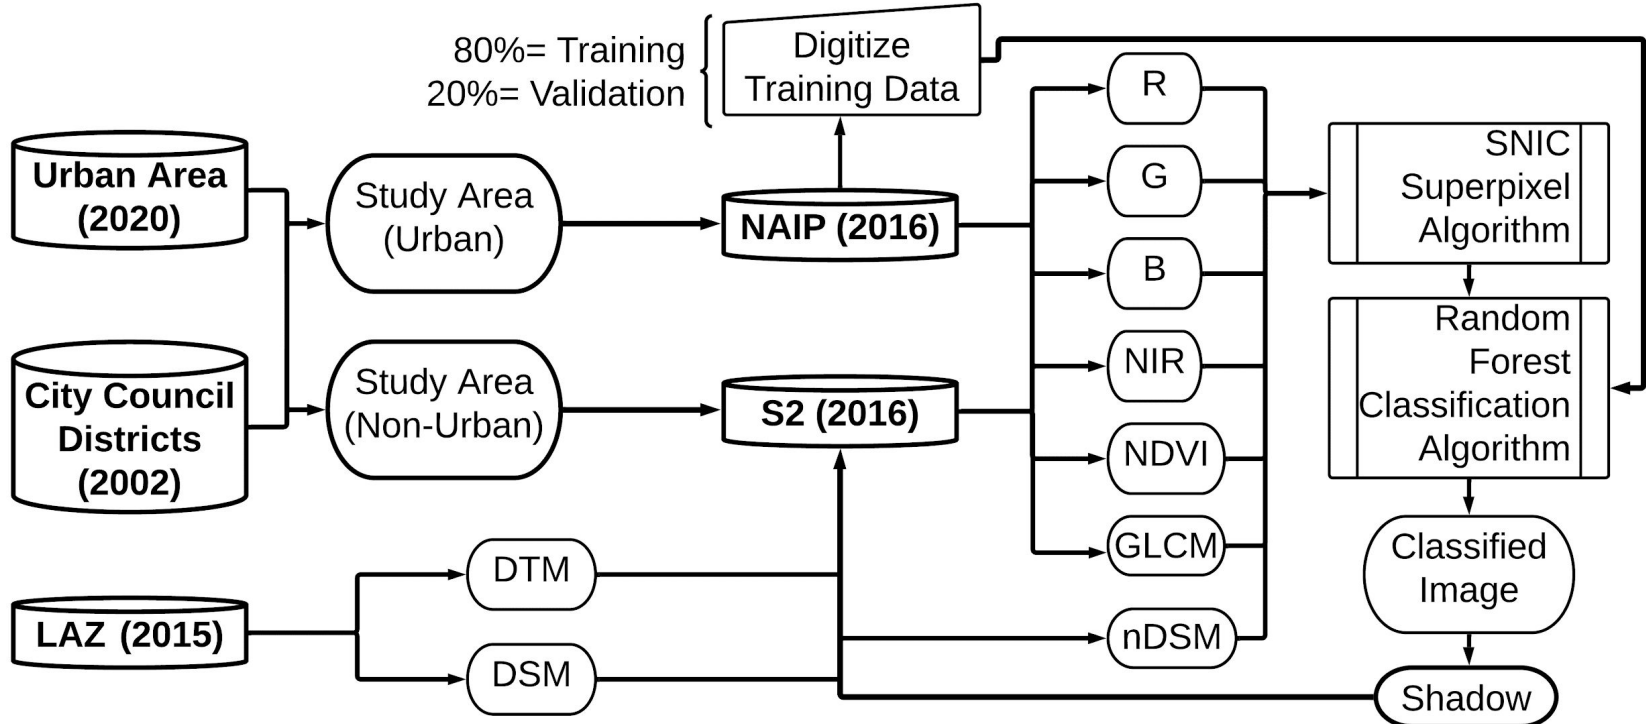 80%= Training
20%= Validation
Digitize
Training Data
Urban Area
(2020)
Study Area
(Urban)
NAIP (2016)
City Council
Districts
(2002)
Study Area
(Non-Urban)
S2 (2016)
LAZ (2015)
DTM
DSM
R
G
B
NIR
NDVI
GLCM
nDSM
SNIC
Superpixel
Algorithm
Random
Forest
Classification
Algorithm
Classified
Image
Shadow